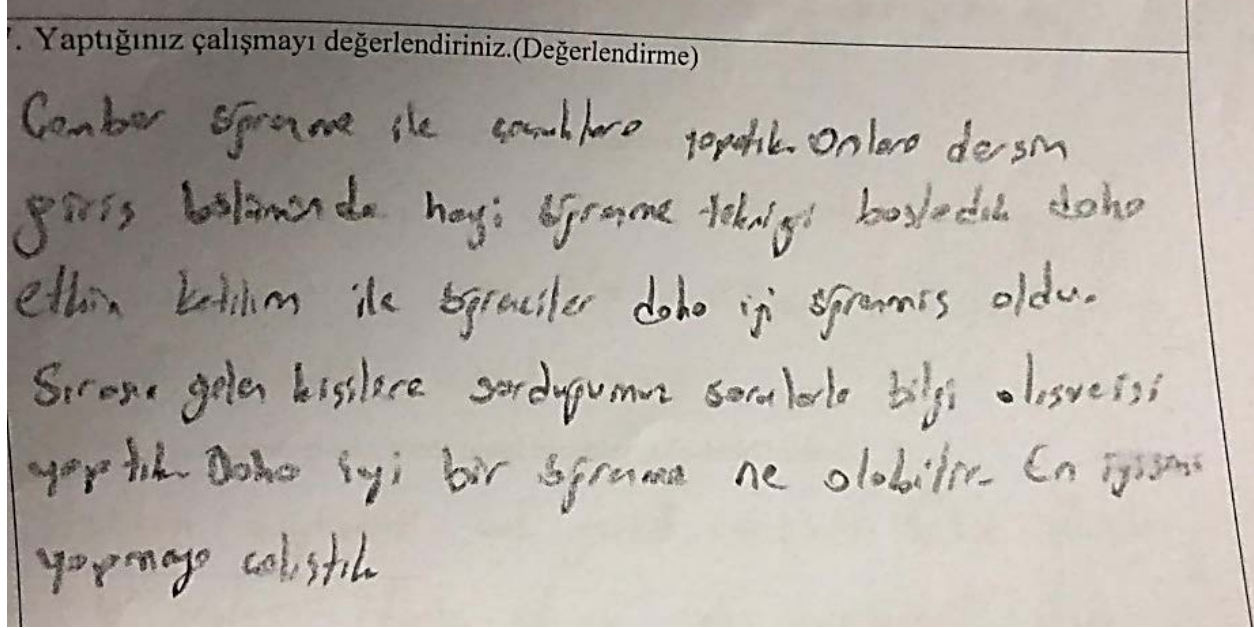 . Yaptığınız çalışmayı değerlendiriniz.(Değerlendirme)
Çember öğrenme ile çocuklara yapatık. Onlara dersin
giriş bölümünde hangi öğrenme tekniği başladık daha
etkin katılım ile öğrenciler daha iyi öğrenmiş oldu.
Sırası gelen kişilere sorduğumuz sorularla bilgi alışverişi
yaptık. Daha iyi bir öğrenme ne olabilir. En iyisini
yapmaya çalıştık